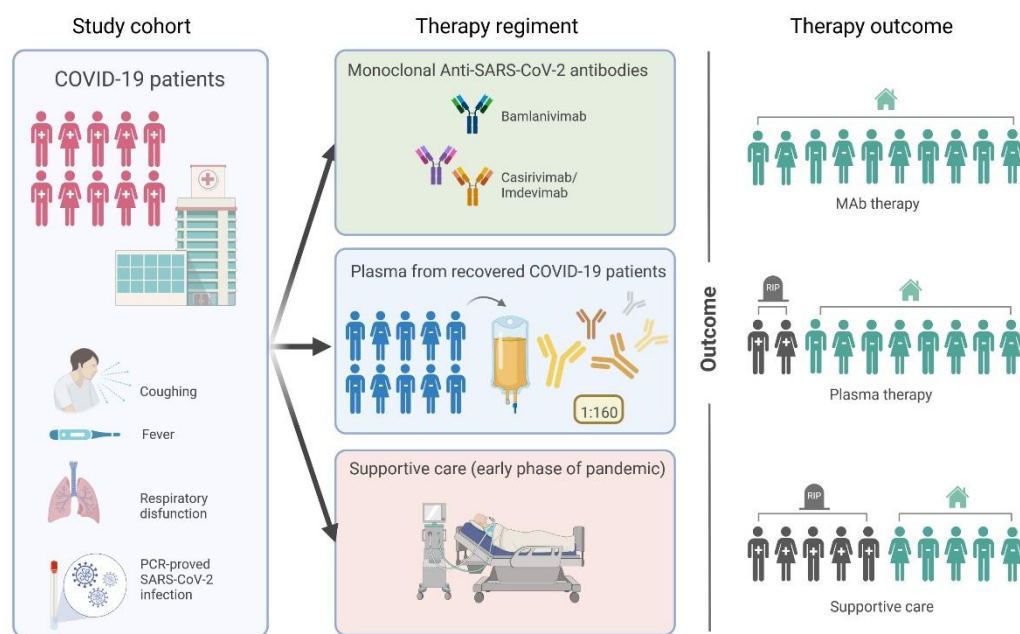 Study cohort
Therapy regiment
Therapy outcome
COVID-19 patients
Coughing
Fever
Respiratory
disfunction
PCR-proved
SARS-CoV-2
infection
Monoclonal Anti-SARS-CoV-2 antibodies
Bamlanivimab
Casirivimab/
Imdevimab
Plasma from recovered COVID-19 patients
1:160
Supportive care (early phase of pandemic)
Outcome
MAb therapy
RIP
Plasma therapy
RIP
Supportive care